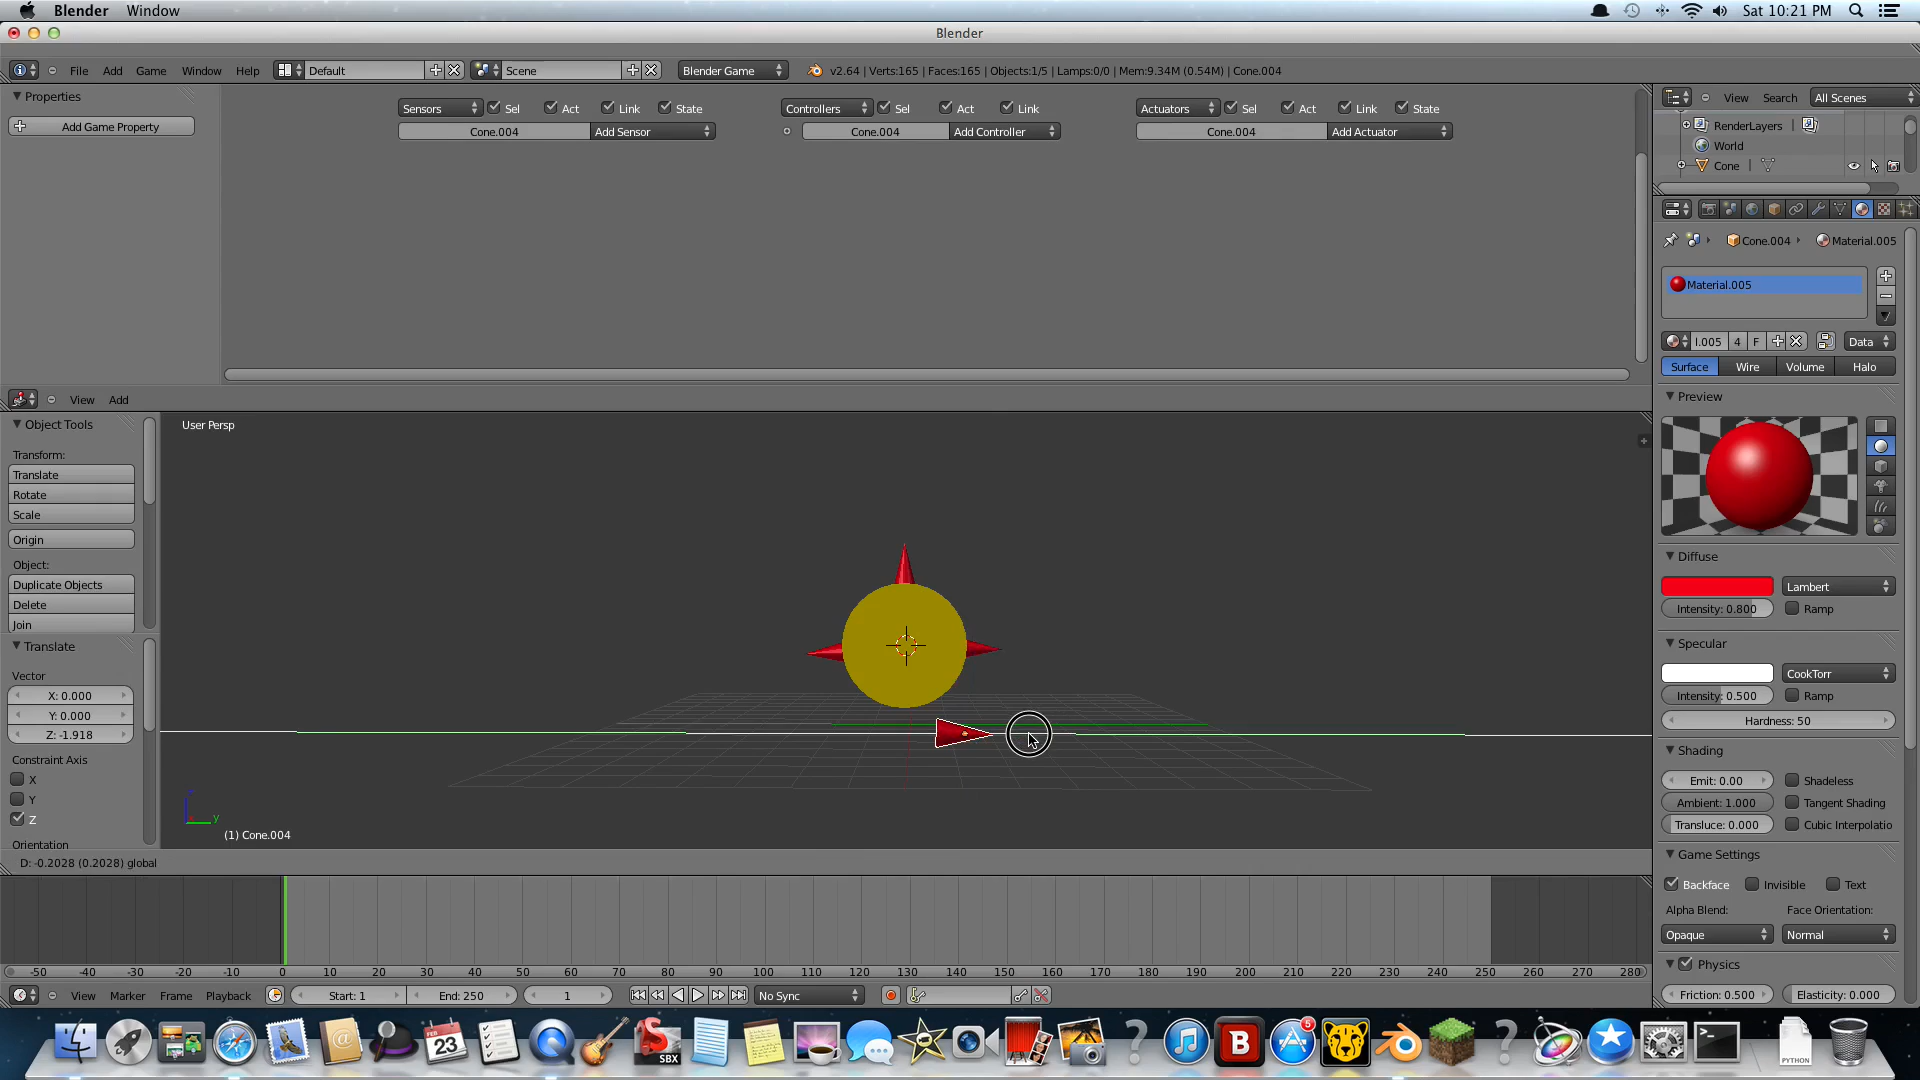 Blender Window Sat 10:21 PM
Blender
File Add Game Window Help Default Scene Blender Game v2.64 | Verts:165 | Faces:165 | Objects:1/5 | Lamps:0/0 | Mem:9.34M (0.54M) | Cone.004
Properties
Add Game Property
Sensors Sel Act Link State Controllers Sel Act Link Actuators Sel Act Link State
Cone.004 Add Sensor Cone.004 Add Controller Cone.004 Add Actuator
View Search All Scenes
RenderLayers |
World
Cone |
Cone.004 Material.005
Material.005
I.005 4 F Data
Surface Wire Volume Halo
Preview
View Add
Object Tools
Transform:
Translate
Rotate
Scale
Origin
Object:
Duplicate Objects
Delete
Join
Translate
Vector
X: 0.000
Y: 0.000
Z: -1.918
Constraint Axis
X
Y
Z
Orientation
User Persp
y
(1) Cone.004
D: -0.2028 (0.2028) global
Diffuse
Lambert
Intensity: 0.800 Ramp
Specular
CookTorr
Intensity: 0.500 Ramp
Hardness: 50
Shading
Emit: 0.00 Shadeless
Ambient: 1.000 Tangent Shading
Transluce: 0.000 Cubic Interpolatio
Game Settings
Backface Invisible Text
Alpha Blend: Face Orientation:
Opaque Normal
Physics
Friction: 0.500 Elasticity: 0.000
-50 -40 -30 -20 -10 0 10 20 30 40 50 60 70 80 90 100 110 120 130 140 150 160 170 180 190 200 210 220 230 240 250 260 270 280
View Marker Frame Playback Start: 1 End: 250 1 No Sync
FEB
23
SBX
B
5
PYTHON